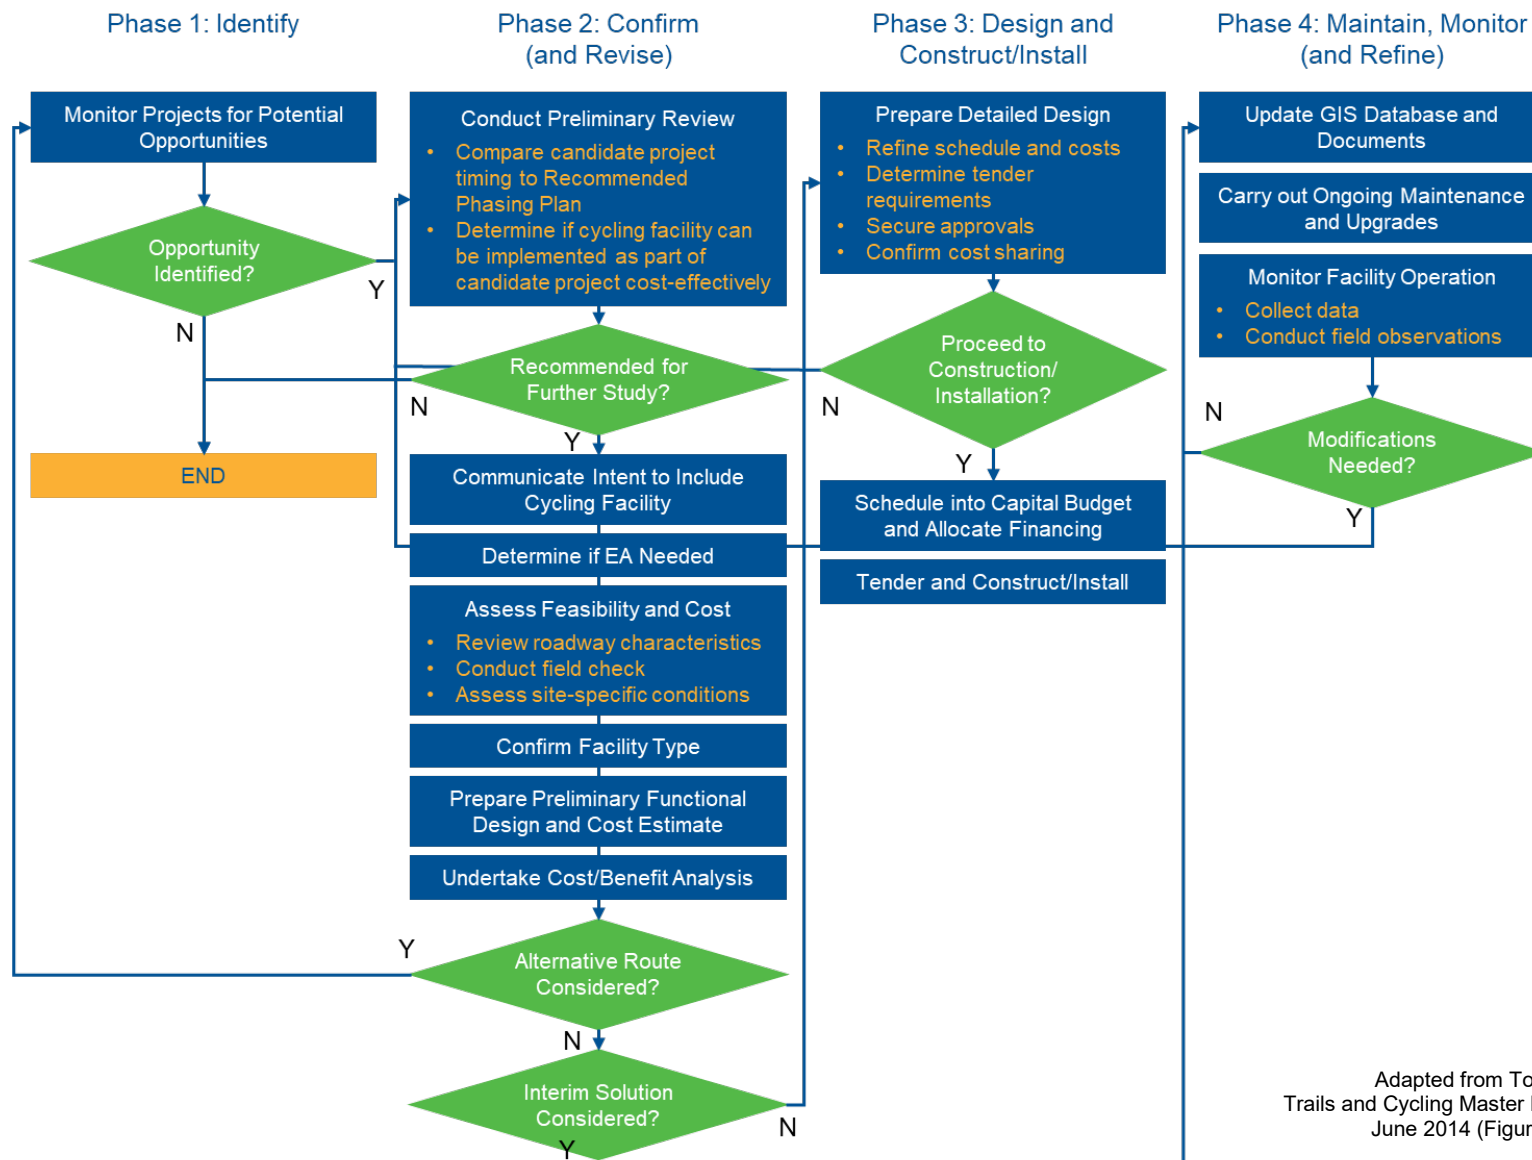 Phase 1: Identify
Monitor Projects for Potential
Opportunities
Opportunity
Identified?
Y
N
END
Phase 2: Confirm
(and Revise)
Conduct Preliminary Review
• Compare candidate project
timing to Recommended
Phasing Plan
• Determine if cycling facility can
be implemented as part of
candidate project cost-effectively
Recommended for
Further Study?
N
Y
Communicate Intent to Include
Cycling Facility
Determine if EA Needed
Assess Feasibility and Cost
• Review roadway characteristics
• Conduct field check
• Assess site-specific conditions
Confirm Facility Type
Prepare Preliminary Functional
Design and Cost Estimate
Undertake Cost/Benefit Analysis
Y
Alternative Route
Considered?
N
Interim Solution
Considered?
N
Y
Phase 3: Design and
Construct/Install
Prepare Detailed Design
• Refine schedule and costs
• Determine tender
requirements
• Secure approvals
• Confirm cost sharing
Proceed to
Construction/
Installation?
N
Y
Schedule into Capital Budget
and Allocate Financing
Tender and Construct/Install
Phase 4: Maintain, Monitor
(and Refine)
Update GIS Database and
Documents
Carry out Ongoing Maintenance
and Upgrades
Monitor Facility Operation
• Collect data
• Conduct field observations
N
Modifications
Needed?
Y
Adapted from
Trails and Cycling Master
June 2014